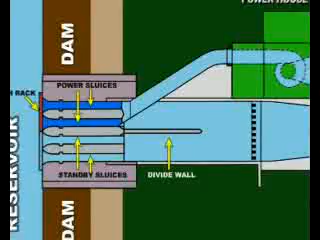 POWER HOUSE
DAM
POWER SLUICES
H RACK
RESERVOIR
STANDBY SLUICES
DIVIDE WALL
DAM